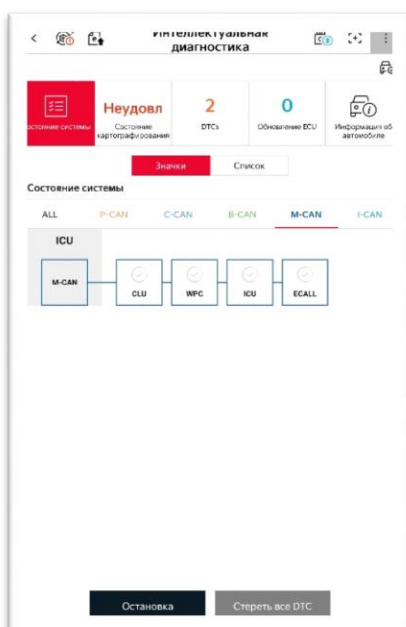 Интеллектуальная
диагностика
Неудовл
2
0
состояние системы
Состояние
картографирования
DTCs
Обновление ECU
Информация об
автомобиле
Значки
Список
Состояние системы
ALL
P-CAN
C-CAN
B-CAN
M-CAN
I-CAN
ICU
M-CAN
CLU
WPC
ICU
ECALL
Остановка
Стереть все DTC